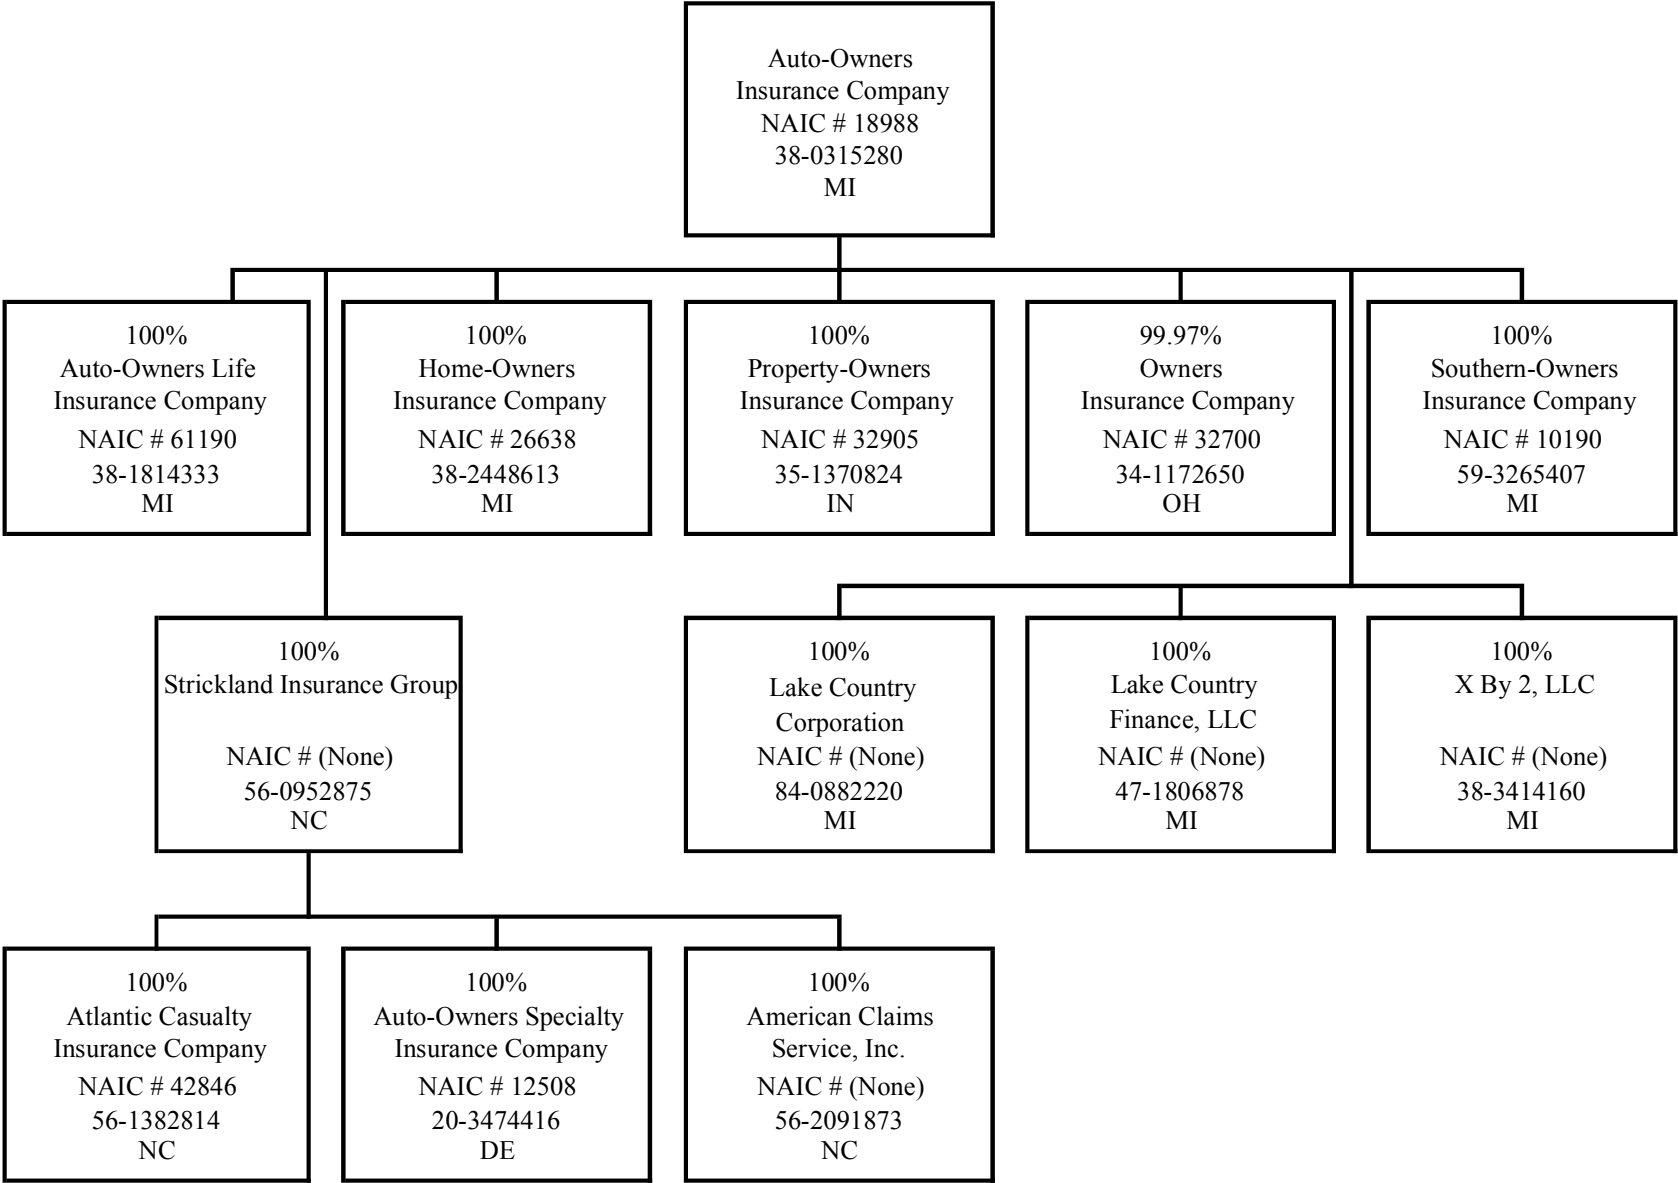 Auto-Owners
Insurance Company
NAIC # 18988
38-0315280
MI
100%
Auto-Owners Life
Insurance Company
NAIC # 61190
38-1814333
MI
100%
Home-Owners
Insurance Company
NAIC # 26638
38-2448613
MI
100%
Property-Owners
Insurance Company
NAIC # 32905
35-1370824
IN
99.97%
Owners
Insurance Company
NAIC # 32700
34-1172650
OH
100%
Southern-Owners
Insurance Company
NAIC # 10190
59-3265407
MI
100%
Strickland Insurance Group
NAIC # (None)
56-0952875
NC
100%
Lake Country
Corporation
NAIC # (None)
84-0882220
MI
100%
Lake Country
Finance, LLC
NAIC # (None)
47-1806878
MI
100%
X By 2, LLC
NAIC # (None)
38-3414160
MI
100%
Atlantic Casualty
Insurance Company
NAIC # 42846
56-1382814
NC
100%
Auto-Owners Specialty
Insurance Company
NAIC # 12508
20-3474416
DE
100%
American Claims
Service, Inc.
NAIC # (None)
56-2091873
NC